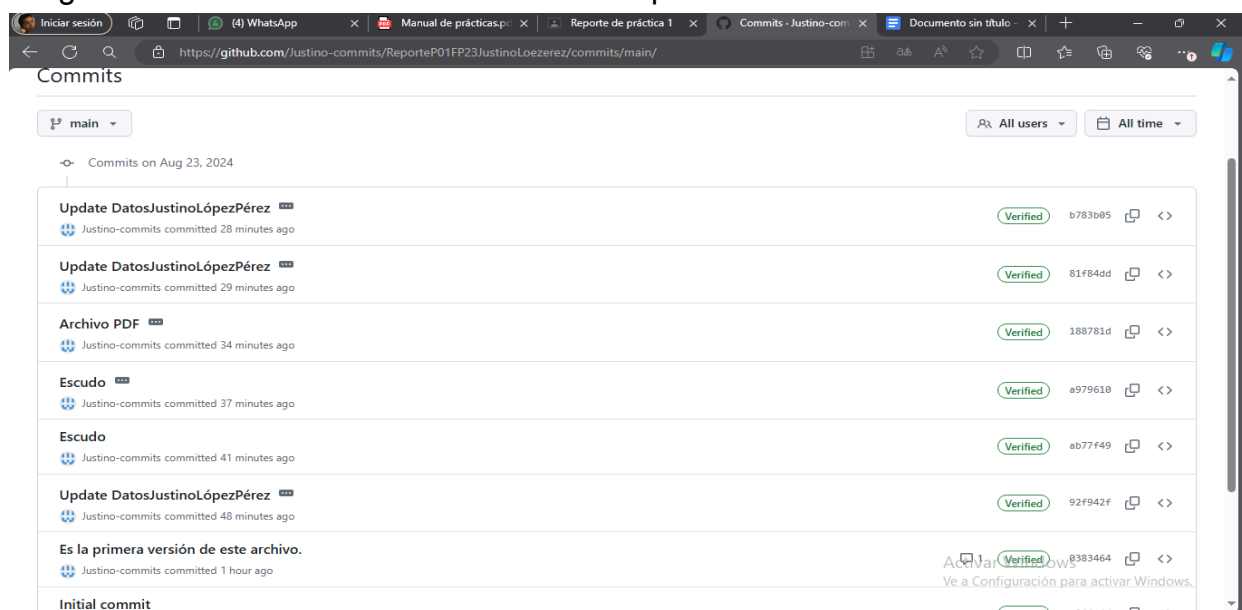 Iniciar sesión
(4) WhatsApp
Manual de prácticas.pd
Reporte de práctica 1
Commits · Justino-com
Documento sin título -
https://github.com/Justino-commits/ReporteP01FP23JustinoLoezerez/commits/main/
Commits
main
All users
All time
Commits on Aug 23, 2024
Update DatosJustinoLópezPérez
Verified
b783b05
Justino-commits committed 28 minutes ago
Update DatosJustinoLópezPérez
Verified
81f84dd
Justino-commits committed 29 minutes ago
Archivo PDF
Verified
188781d
Justino-commits committed 34 minutes ago
Escudo
Verified
a979610
Justino-commits committed 37 minutes ago
Escudo
Verified
ab77f49
Justino-commits committed 41 minutes ago
Update DatosJustinoLópezPérez
Verified
92f942f
Justino-commits committed 48 minutes ago
Es la primera versión de este archivo.
1
Verified
0383464
Justino-commits committed 1 hour ago
Activar Windows
Ve a Configuración para activar Windows.
Initial commit